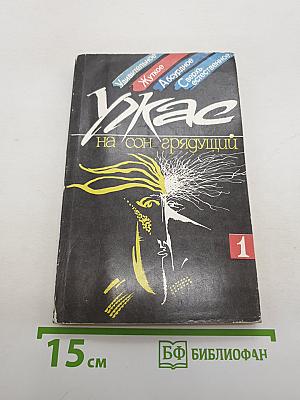 Удивительное
Жуткое
Абсурдное
Сверхъестественное
Ужас
на сон грядущий
1
15 см
БФ БИБЛИОФАН